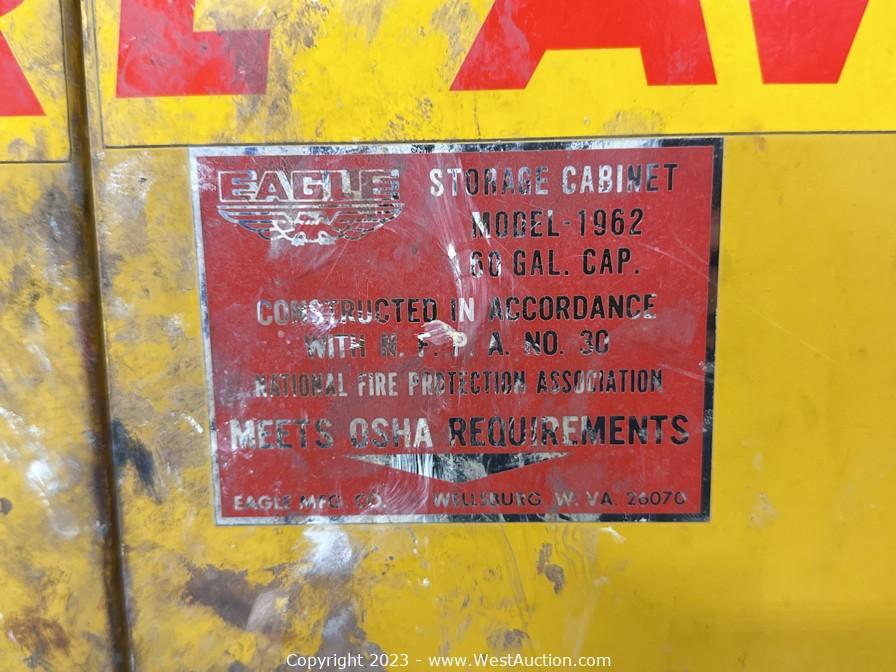 EAGLE
STORAGE CABINET
MODEL-1962
60 GAL. CAP.
CONSTRUCTED IN ACCORDANCE
WITH N. F. P. A. NO. 30
NATIONAL FIRE PROTECTION ASSOCIATION
MEETS OSHA REQUIREMENTS
EAGLE MFG. CO. WELLSBURG, W. VA. 26070
Copyright 2023 - www.WestAuction.com